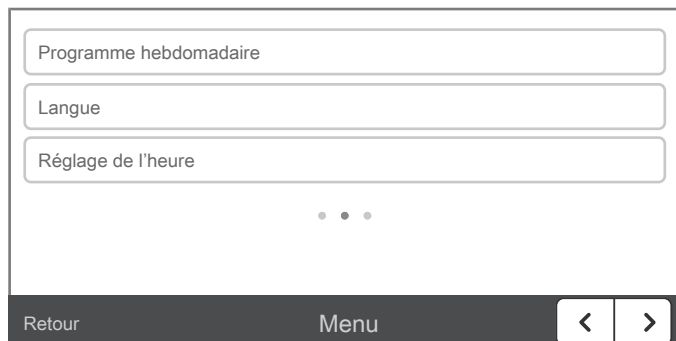 Programme hebdomadaire
Langue
Réglage de l’heure
Retour
Menu